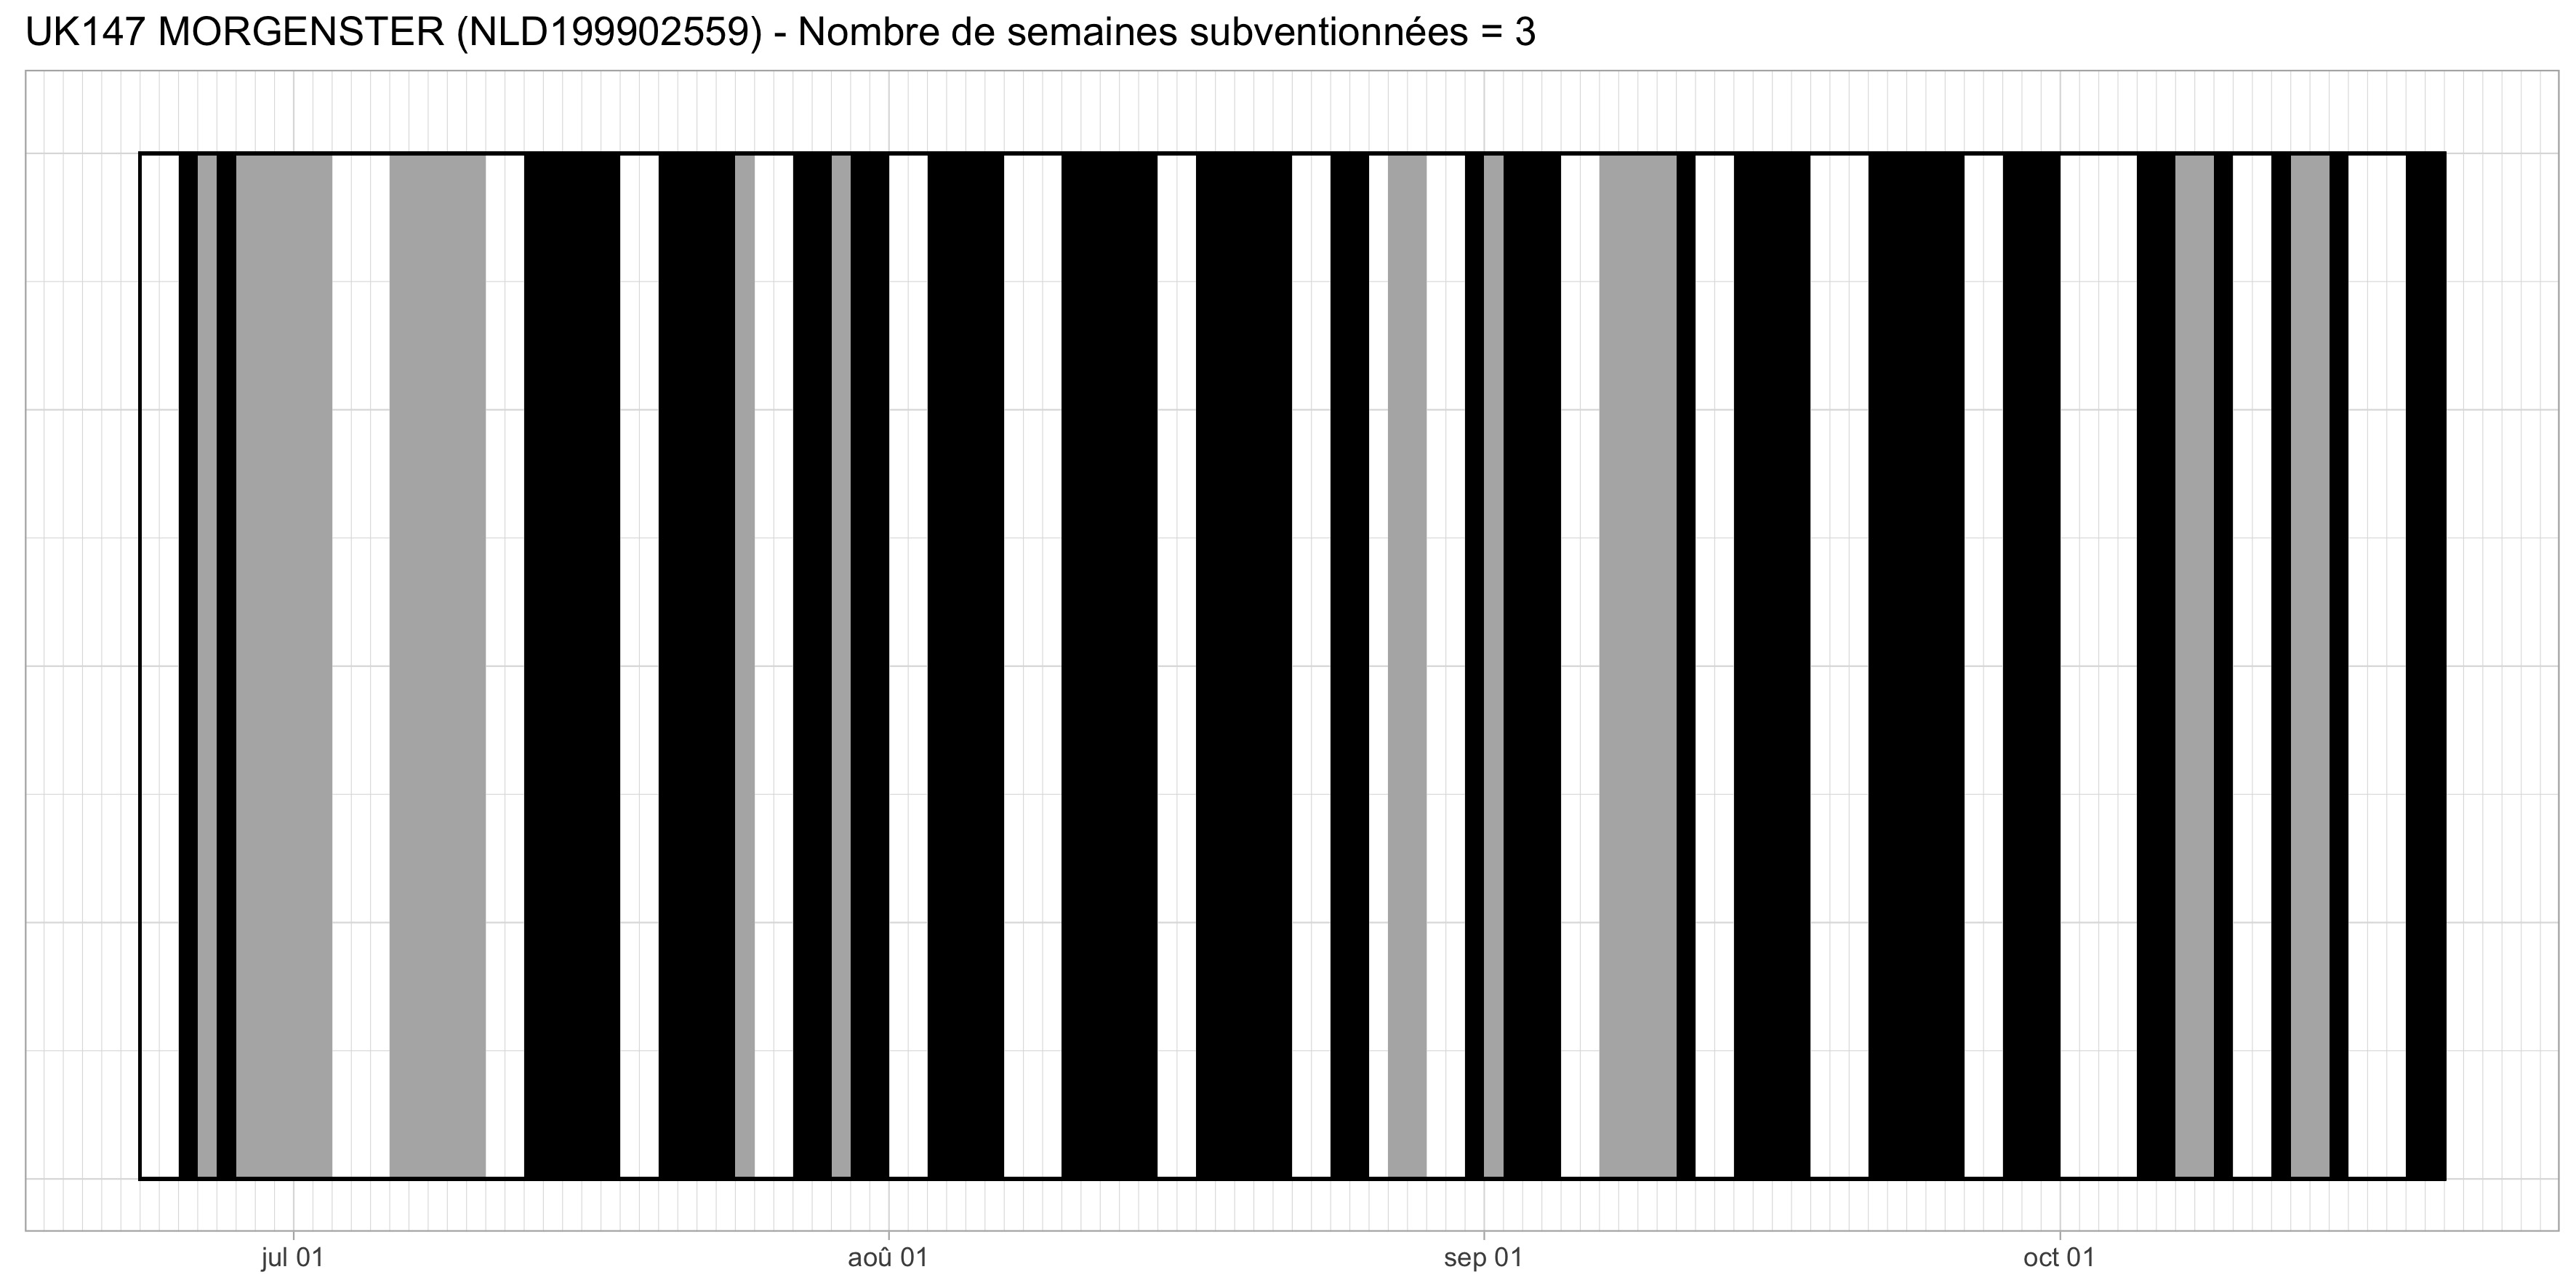 UK147 MORGENSTER (NLD199902559) - Nombre de semaines subventionnées = 3
jul 01
aoû 01
sep 01
oct 01